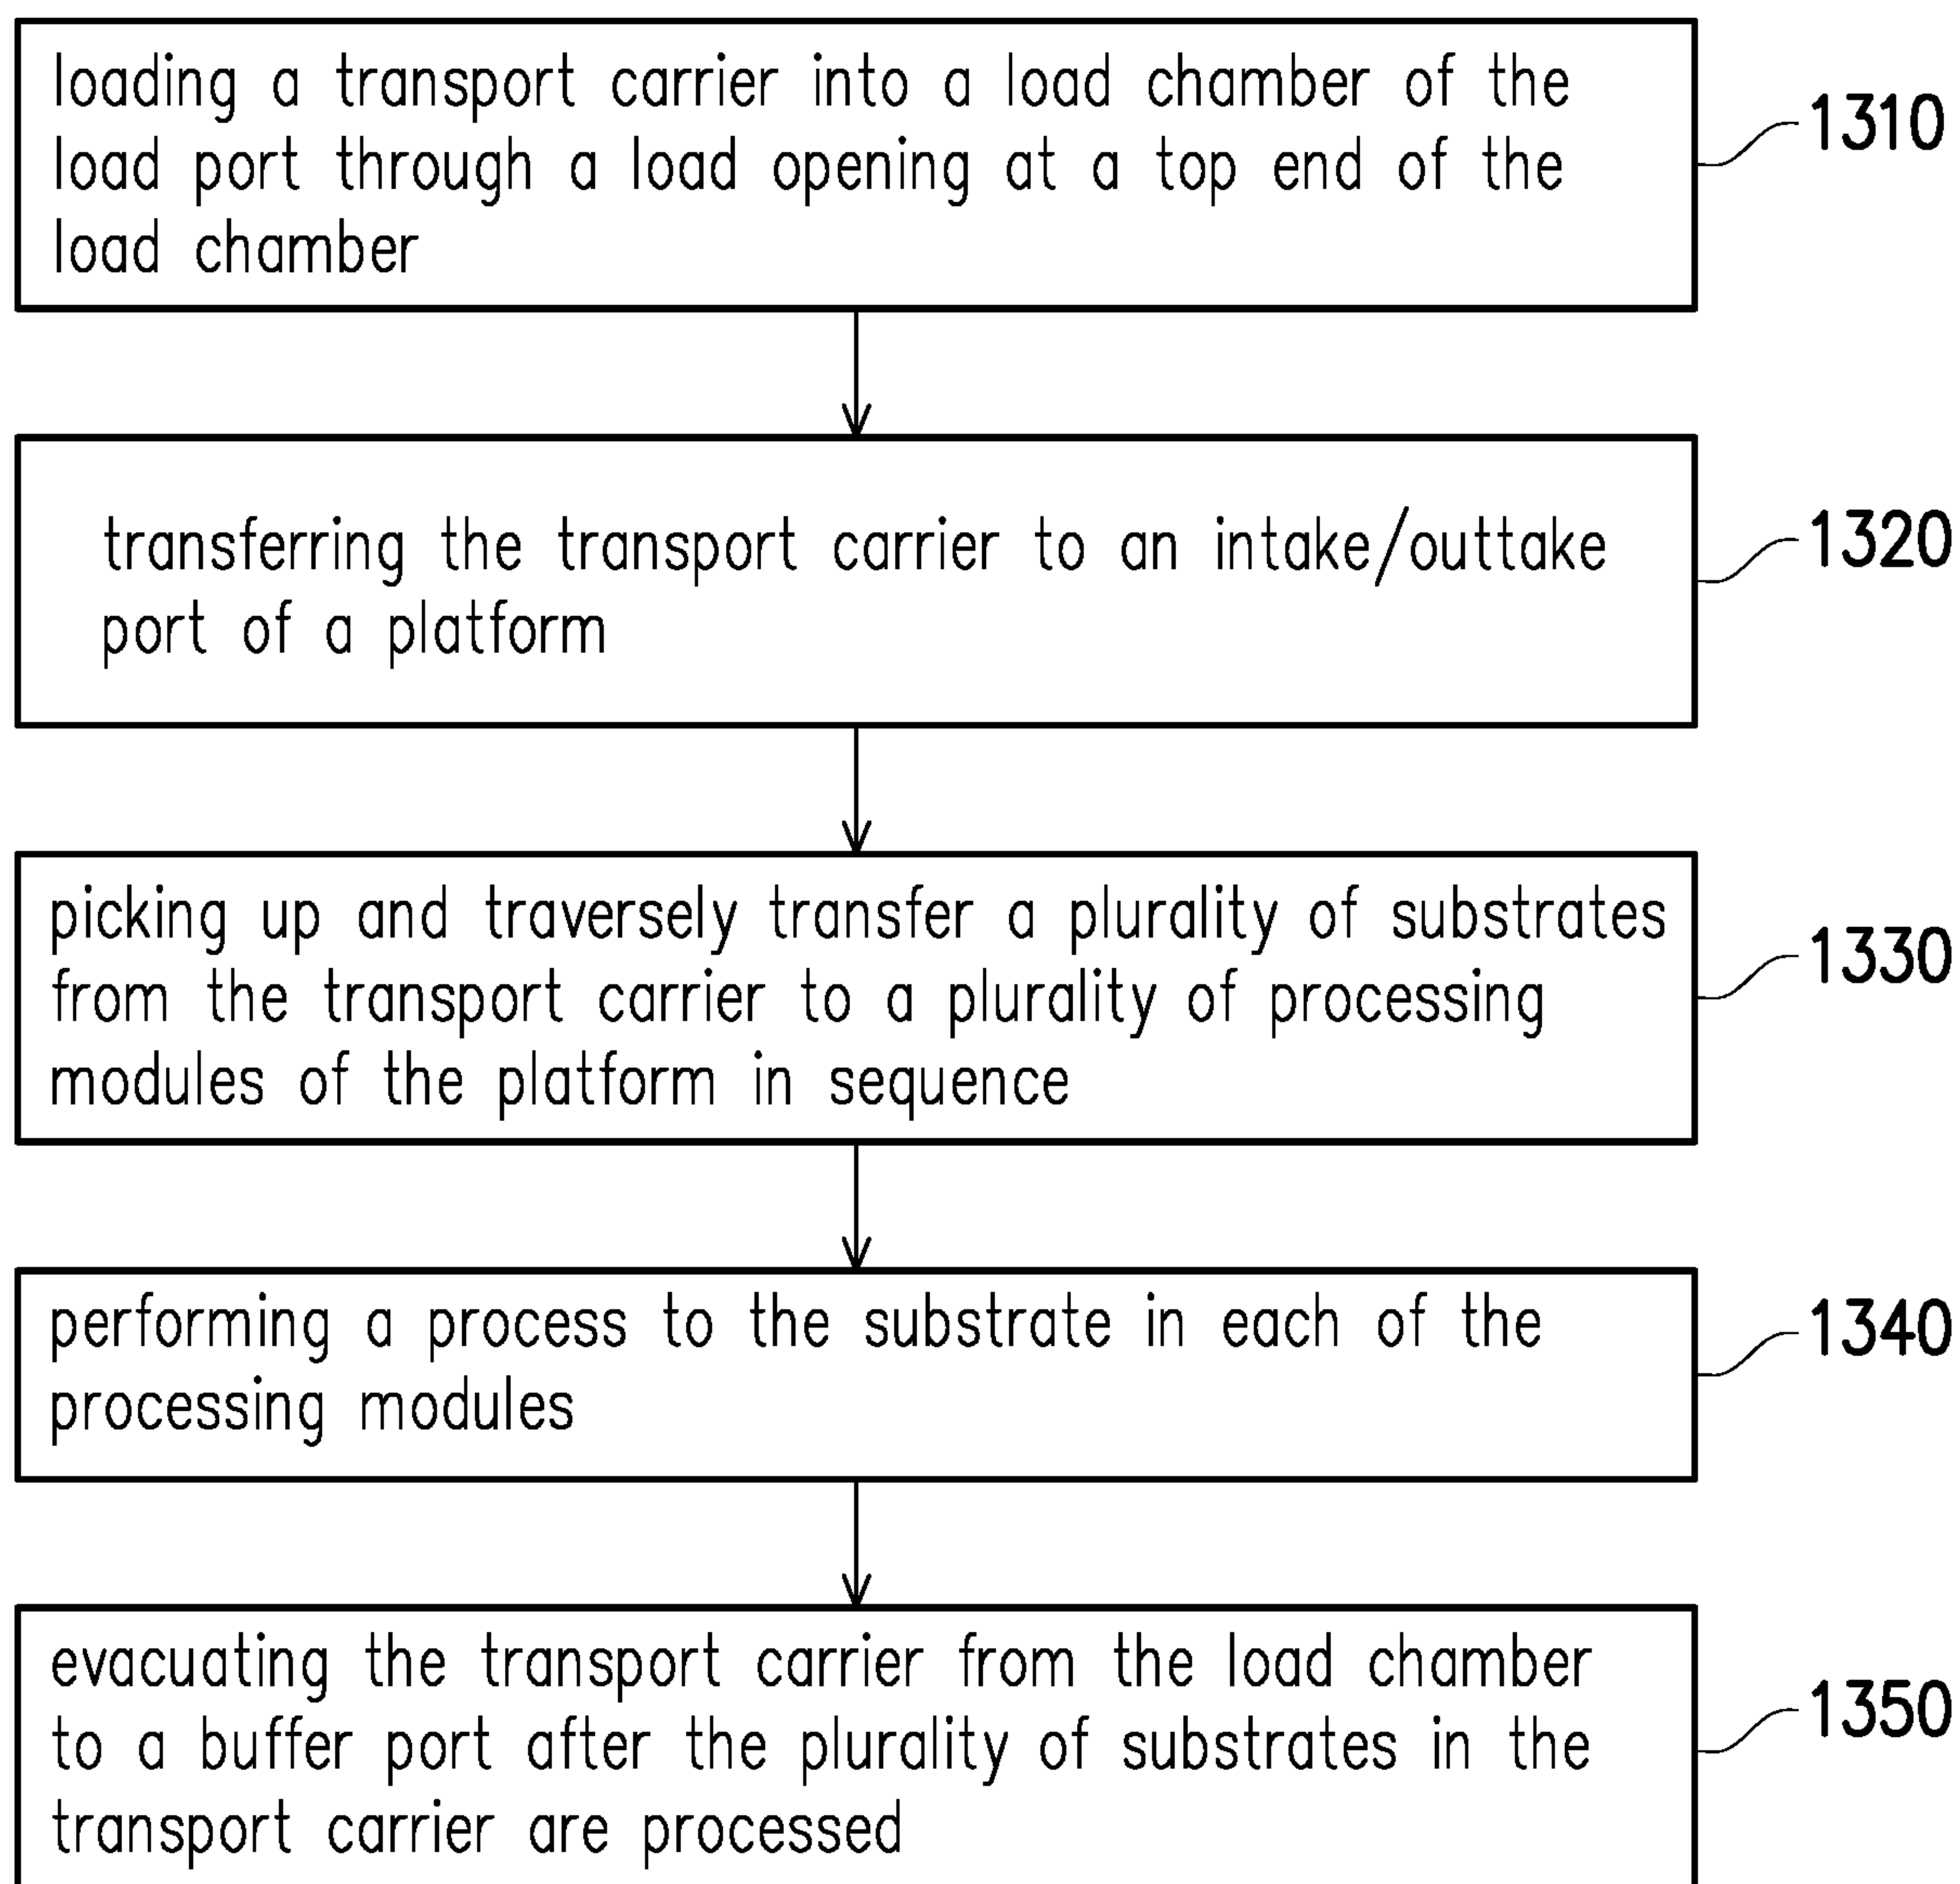 loading a transport carrier into a load chamber of the
load port through a load opening at a top end of the
load chamber
1310
transferring the transport carrier to an intake/outtake
port of a platform
1320
picking up and traversely transfer a plurality of substrates
from the transport carrier to a plurality of processing
modules of the platform in sequence
1330
performing a process to the substrate in each of the
processing modules
1340
evacuating the transport carrier from the load chamber
to a buffer port after the plurality of substrates in the
transport carrier are processed
1350